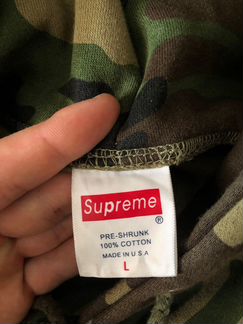 Supreme
®
PRE-SHRUNK
100% COTTON
MADE IN U S A
L